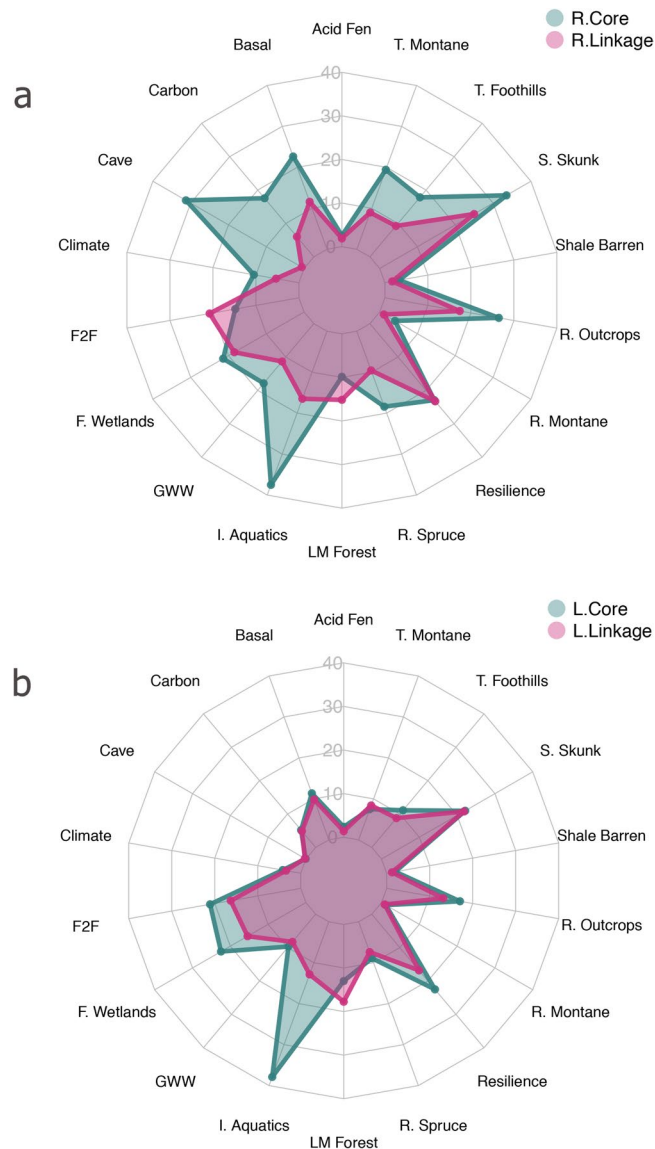 R.Core
R.Linkage
a
Acid Fen
T. Montane
T. Foothills
S. Skunk
Shale Barren
R. Outcrops
R. Montane
Resilience
R. Spruce
LM Forest
I. Aquatics
GWW
F. Wetlands
F2F
Climate
Cave
Carbon
Basal
40
30
20
10
0
L.Core
L.Linkage
b
Acid Fen
T. Montane
T. Foothills
S. Skunk
Shale Barren
R. Outcrops
R. Montane
Resilience
R. Spruce
LM Forest
I. Aquatics
GWW
F. Wetlands
F2F
Climate
Cave
Carbon
Basal
40
30
20
10
0